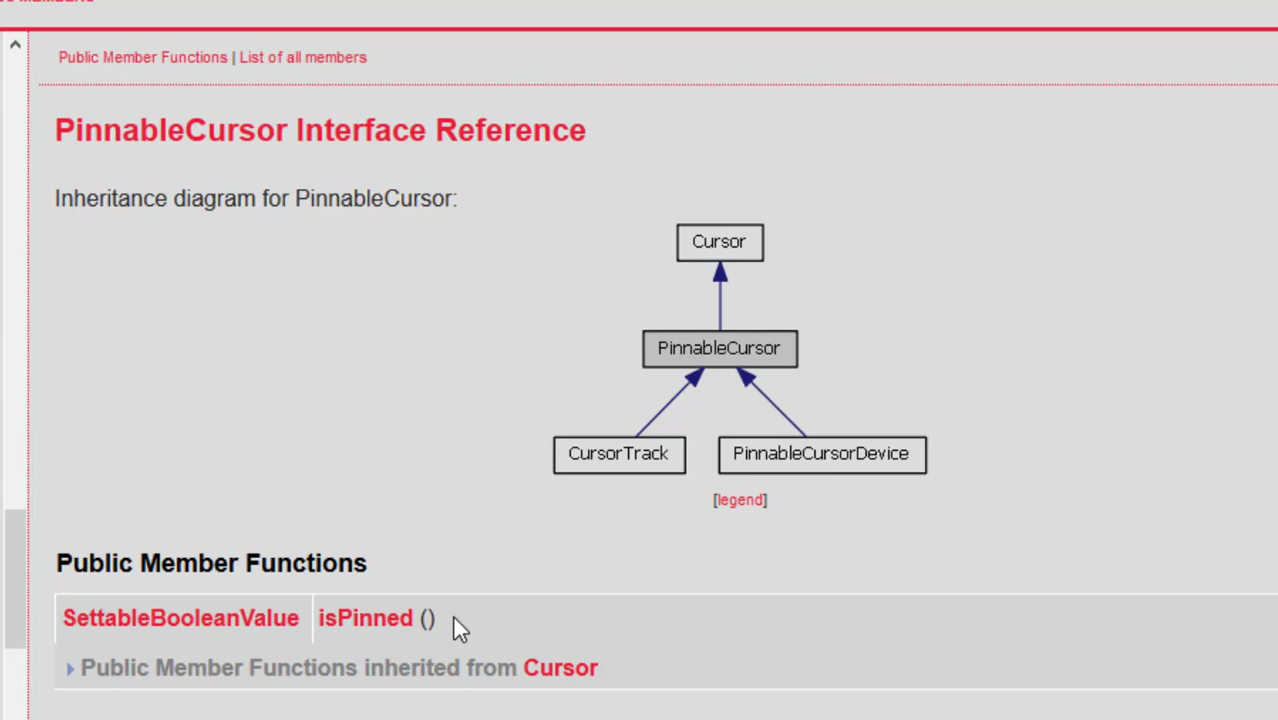 Public Member Functions | List of all members
PinnableCursor Interface Reference
Inheritance diagram for PinnableCursor:
Cursor
PinnableCursor
CursorTrack PinnableCursorDevice
[legend]
Public Member Functions
SettableBooleanValue isPinned ()
Public Member Functions inherited from Cursor